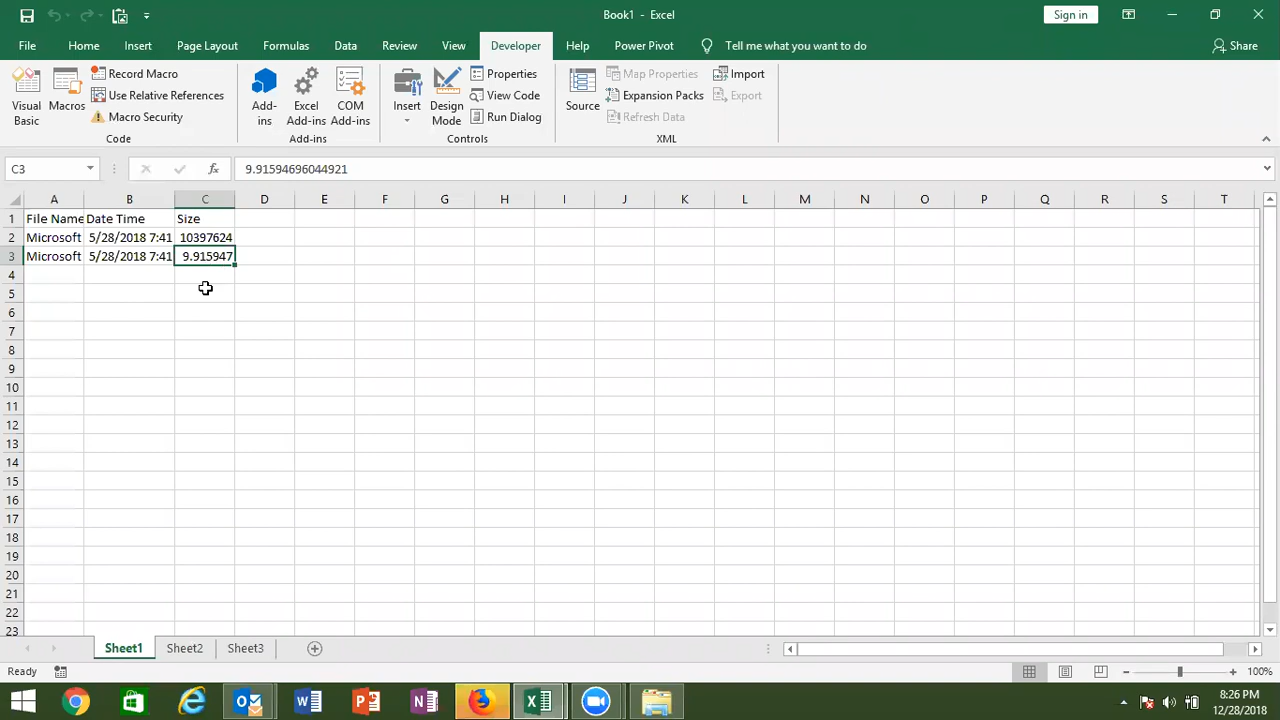 Book1 - Excel
Sign in
File Home Insert Page Layout Formulas Data Review View Developer Help Power Pivot Tell me what you want to do Share
Visual Basic
Macros
Record Macro
Use Relative References
Macro Security
Code
Add-ins
Excel Add-ins
COM Add-ins
Add-ins
Insert
Design Mode
Properties
View Code
Run Dialog
Controls
Source
Map Properties
Expansion Packs
Refresh Data
Import
Export
XML
C3 fx 9.91594696044921
A B C D E F G H I J K L M N O P Q R S T
1 File Name Date Time Size
2 Microsoft 5/28/2018 7:41 10397624
3 Microsoft 5/28/2018 7:41 9.915947
4
5
6
7
8
9
10
11
12
13
14
15
16
17
18
19
20
21
22
23
Sheet1 Sheet2 Sheet3
Ready 100%
8:26 PM
12/28/2018